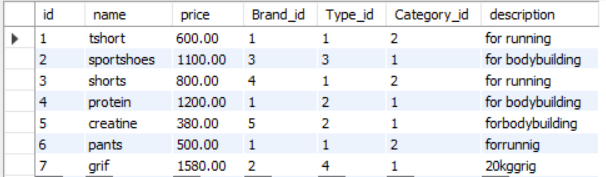 id name price Brand_id Type_id Category_id description
1 tshort 600.00 1 1 2 for running
2 sportshoes 1100.00 3 3 1 for bodybuilding
3 shorts 800.00 4 1 2 for running
4 protein 1200.00 1 2 1 for bodybuilding
5 creatine 380.00 5 2 1 forbodybuilding
6 pants 500.00 1 1 2 forrunnig
7 grif 1580.00 2 4 1 20kggrig